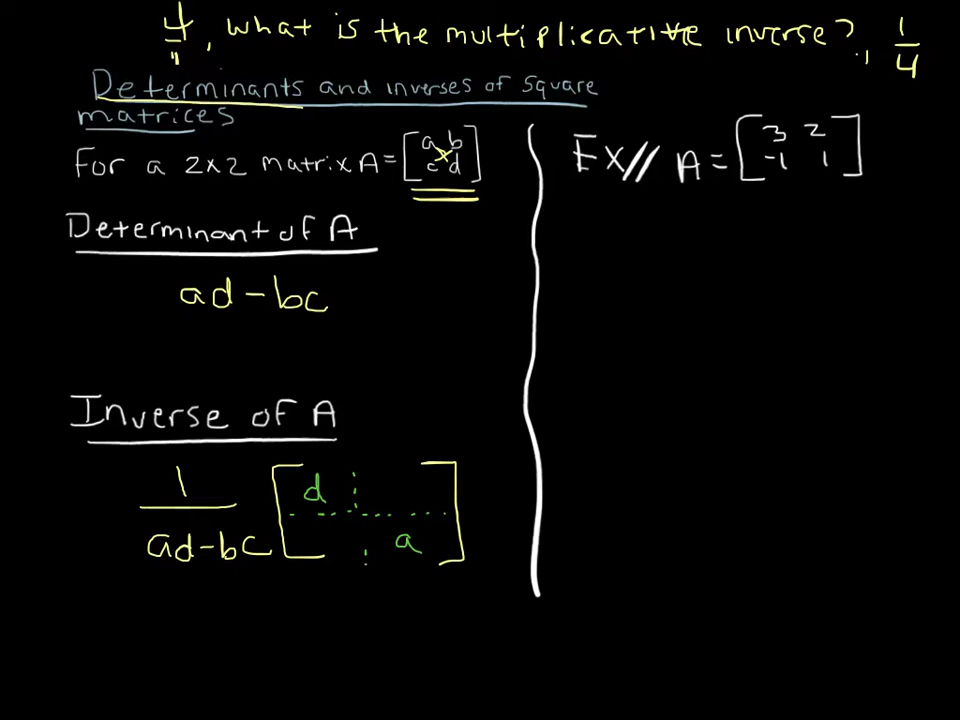 4/1, what is the multiplicative inverse?, 1/4
Determinants and inverses of square
matrices
For a 2x2 matrix A = [a b
c d]
Determinant of A
ad - bc
Inverse of A
1/(ad - bc) [d
a]
Ex// A = [3 2
-1 1]